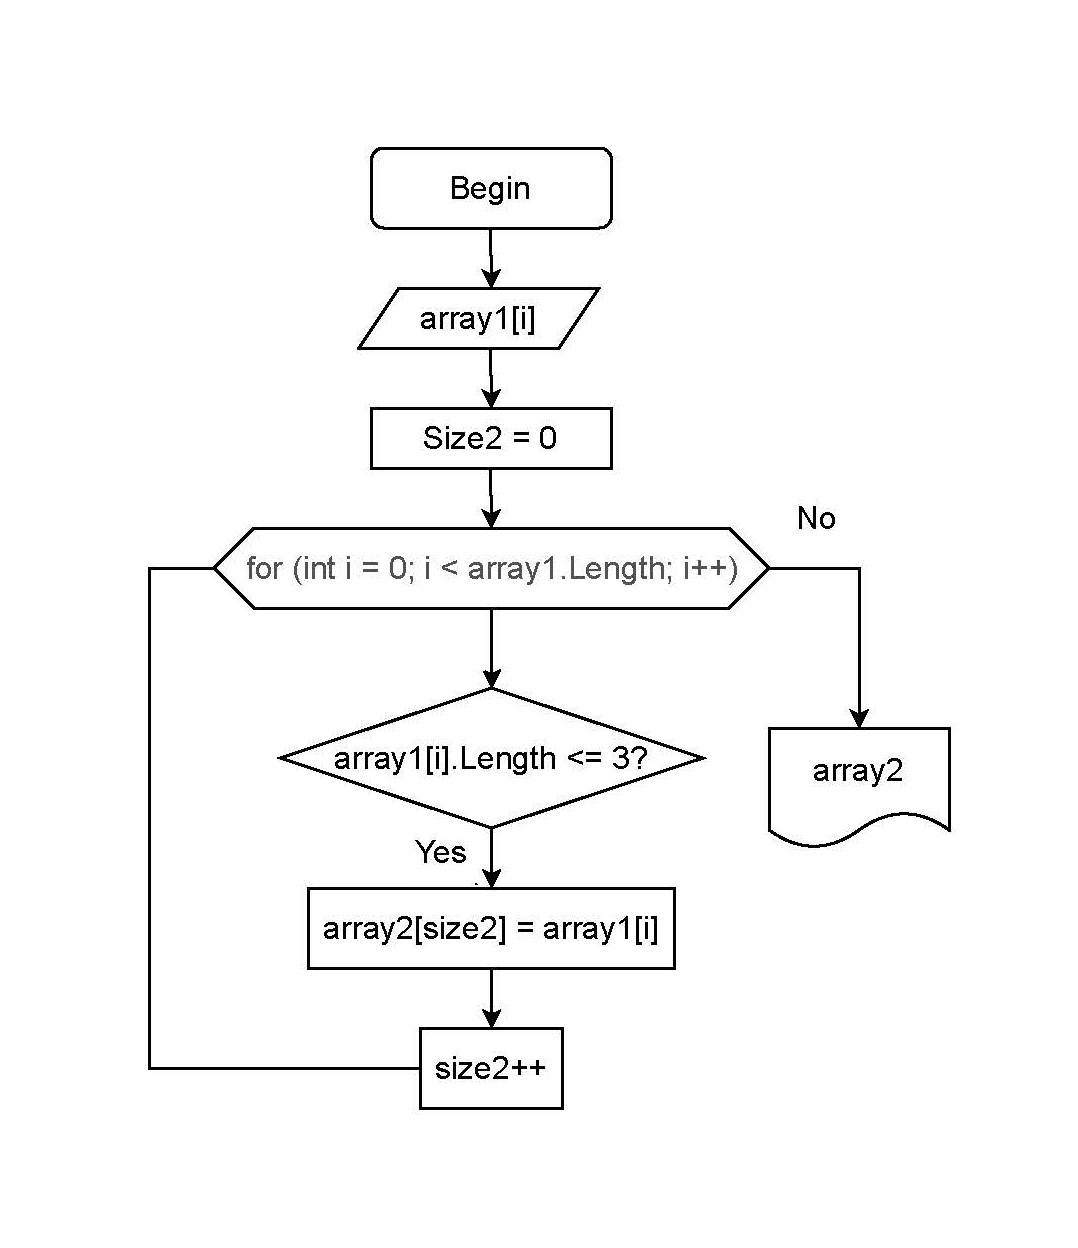 Begin
array1[i]
Size2 = 0
for (int i = 0; i < array1.Length; i++)
No
array1[i].Length <= 3?
array2
Yes
array2[size2] = array1[i]
size2++